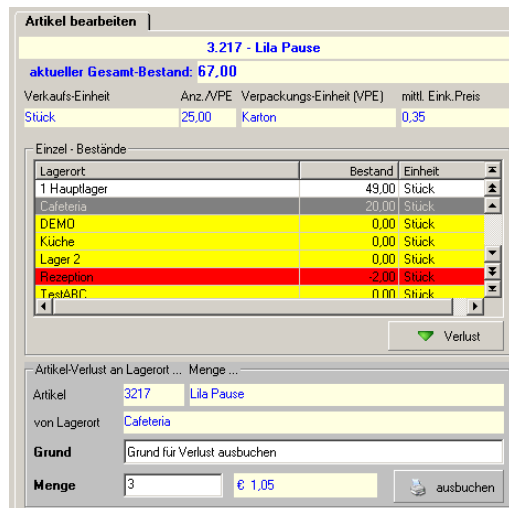 Artikel bearbeiten
3.217 - Lila Pause
aktueller Gesamt-Bestand: 67,00
Verkaufs-Einheit Anz./VPE Verpackungs-Einheit (VPE) mittl. Eink.Preis
Stück 25,00 Karton 0,35
Einzel - Bestände
Lagerort Bestand Einheit
1 Hauptlager 49,00 Stück
Cafeteria 20,00 Stück
DEMO 0,00 Stück
Küche 0,00 Stück
Lager 2 0,00 Stück
Rezeption -2,00 Stück
TestABC 0,00 Stück
Verlust
Artikel-Verlust an Lagerort ... Menge ...
Artikel 3217 Lila Pause
von Lagerort Cafeteria
Grund Grund für Verlust ausbuchen
Menge 3 € 1,05 ausbuchen